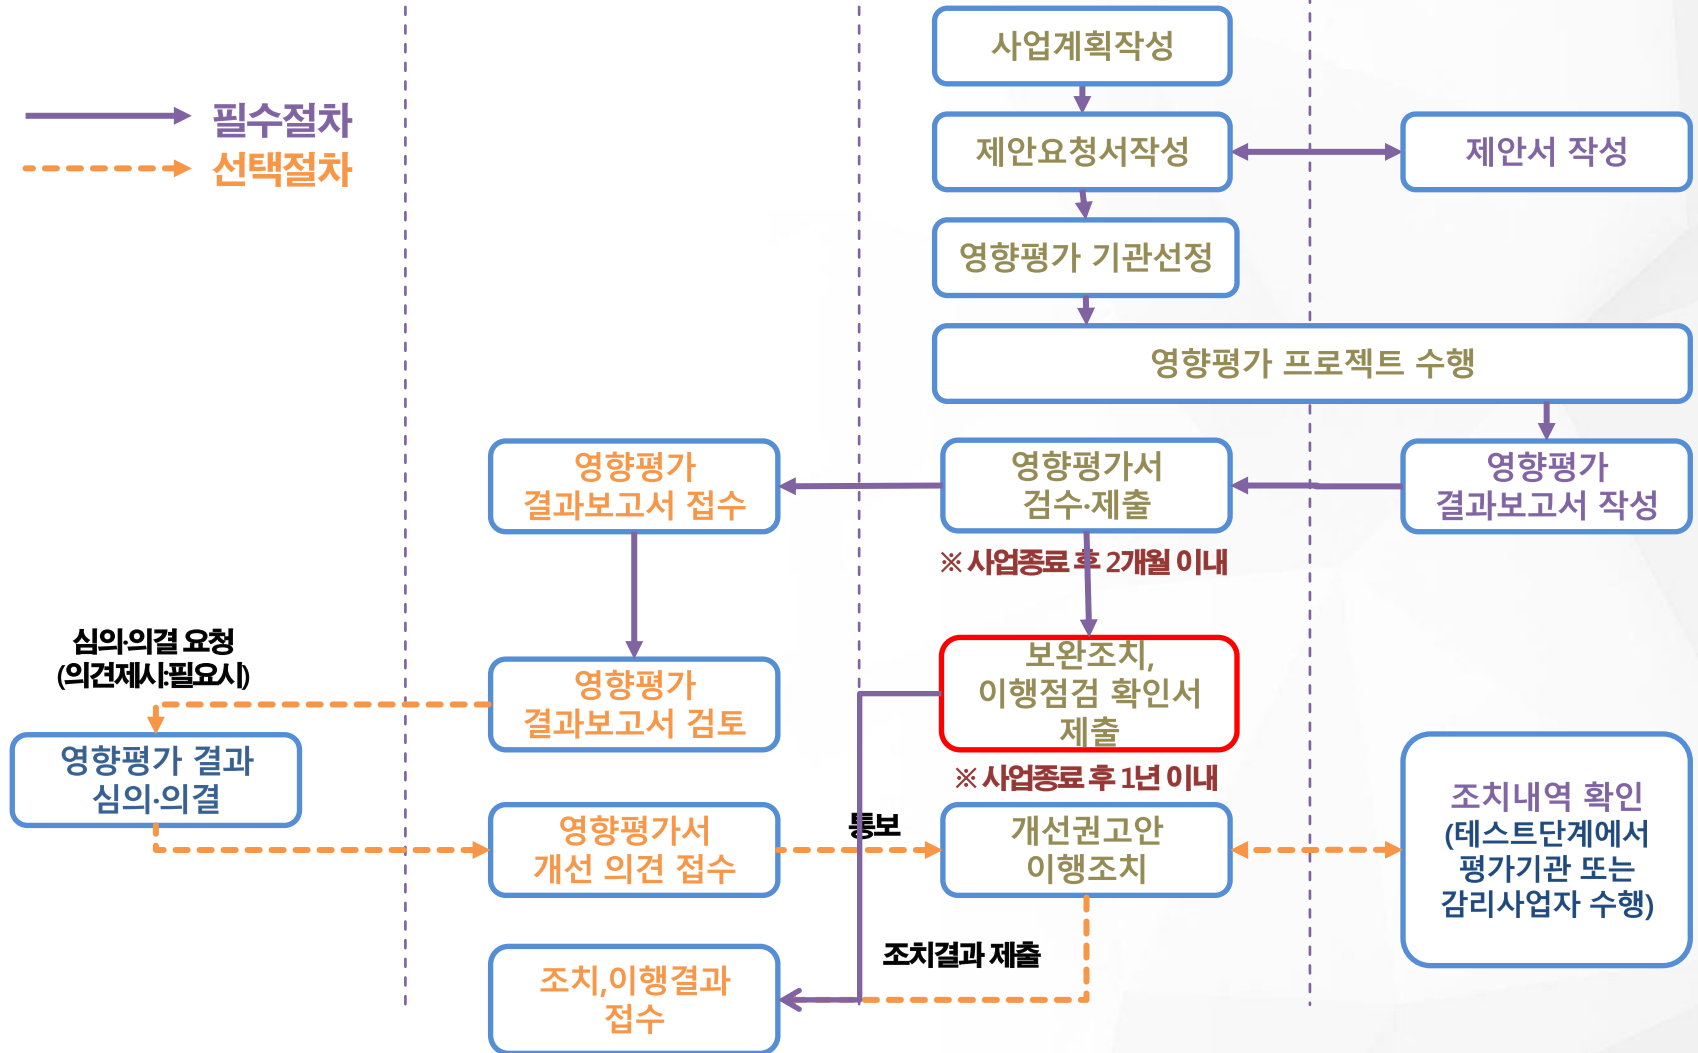 사업계획작성
필수절차
선택절차
제안요청서작성
제안서 작성
영향평가 기관선정
영향평가 프로젝트 수행
영향평가
결과보고서 접수
영향평가서
검수·제출
영향평가
결과보고서 작성
※ 사업종료 후 2개월 이내
심의·의결 요청
(의견제시:필요시)
영향평가
결과보고서 검토
보완조치,
이행점검 확인서
제출
※ 사업종료 후 1년 이내
영향평가 결과
심의·의결
영향평가서
개선 의견 접수
통보
개선권고안
이행조치
조치내역 확인
(테스트단계에서
평가기관 또는
감리사업자 수행)
조치결과 제출
조치,이행결과
접수